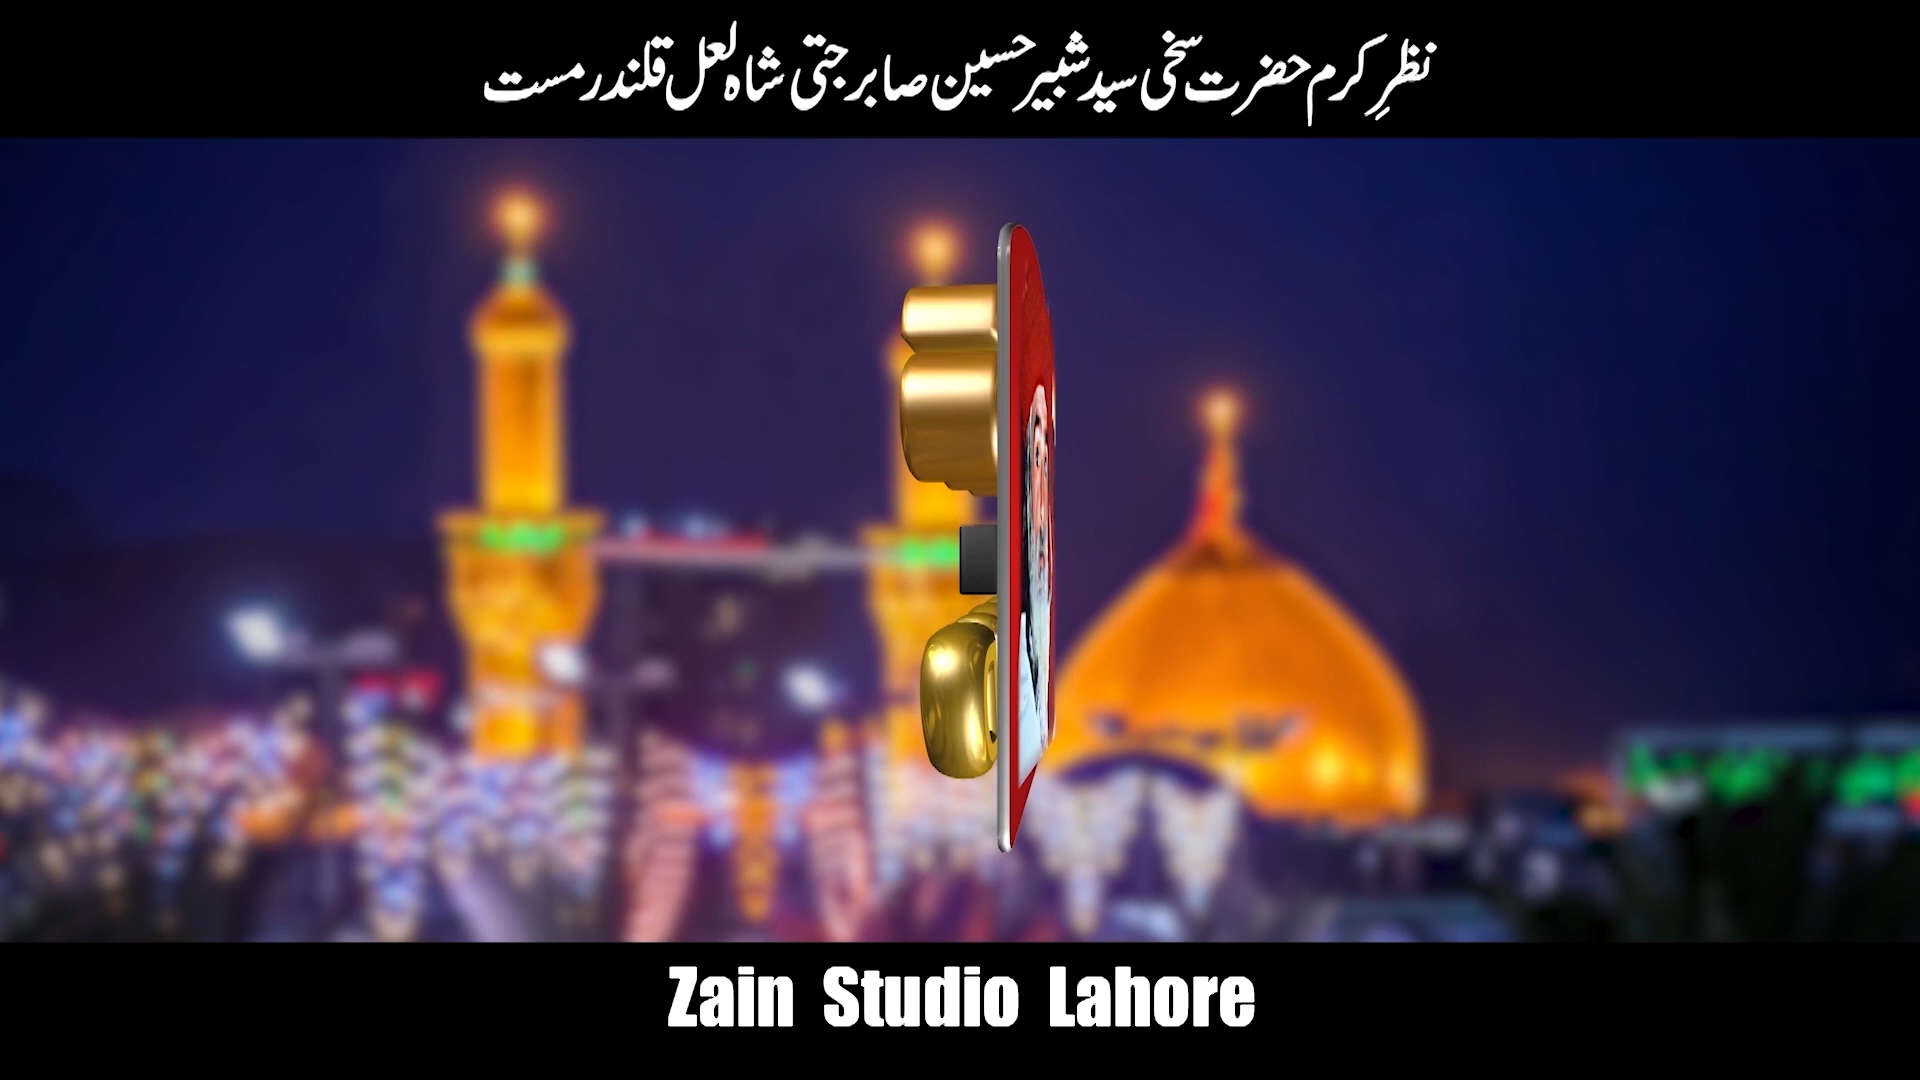 نظرِ کرم حضرت سخی سید شبیر حسین صابر جتی شاہ لعل قلندر مست
Zain Studio Lahore